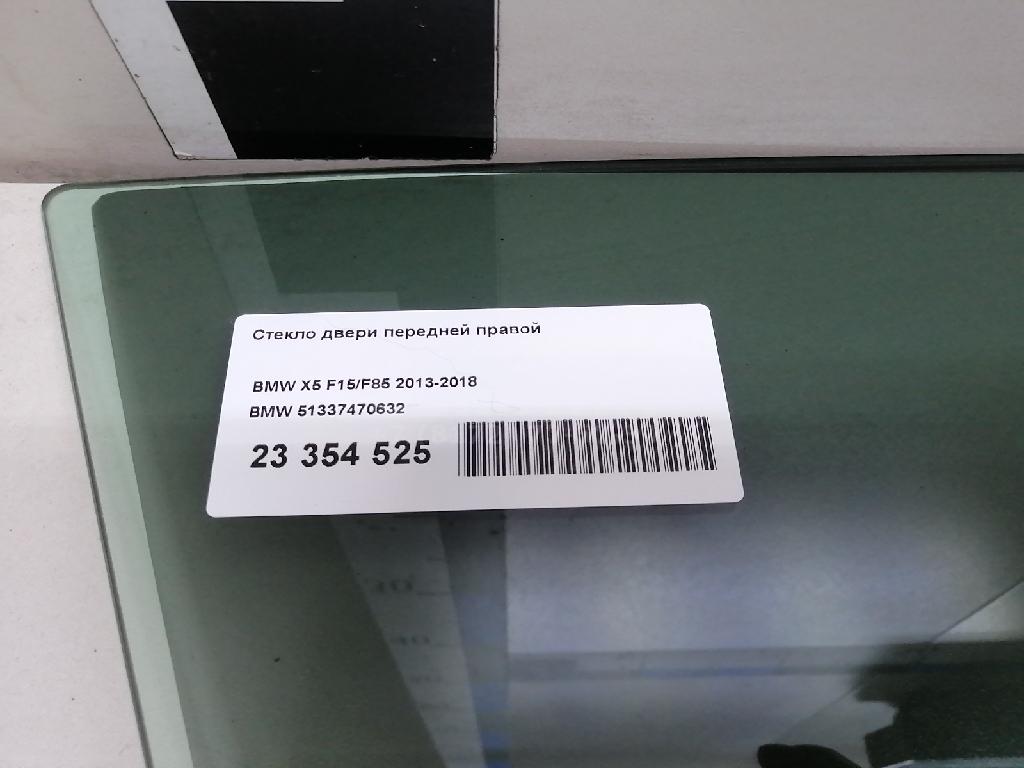 Стекло двери передней правой
BMW X5 F15/F85 2013-2018
BMW 51337470632
23 354 525